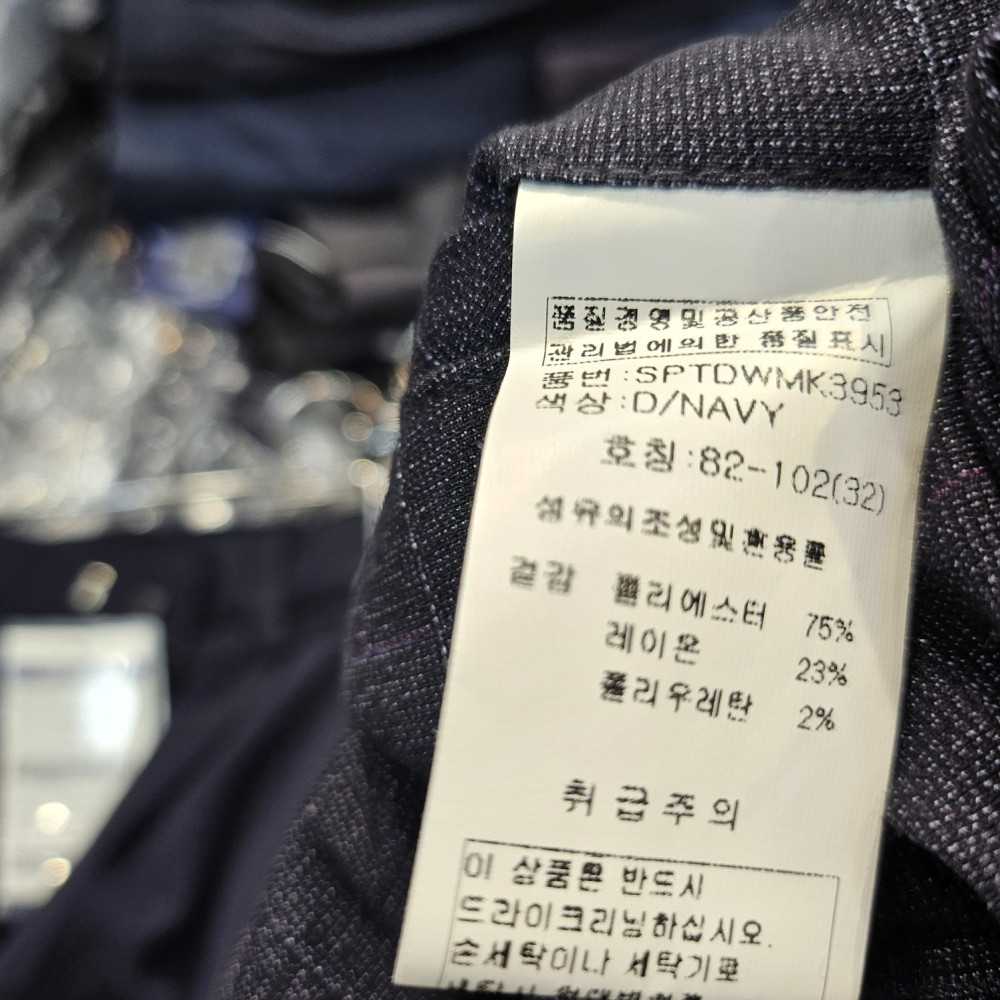 품질경영및공산품안전
관리법에의한 품질표시
품번 :SPTDWMK3953
색상 :D/NAVY
호칭 :82-102(32)
섬유의조성및혼용률
겉감 폴리에스터 75%
레이온 23%
폴리우레탄 2%
취급주의
이 상품은 반드시
드라이크리닝하십시오.
손세탁이나 세탁기로